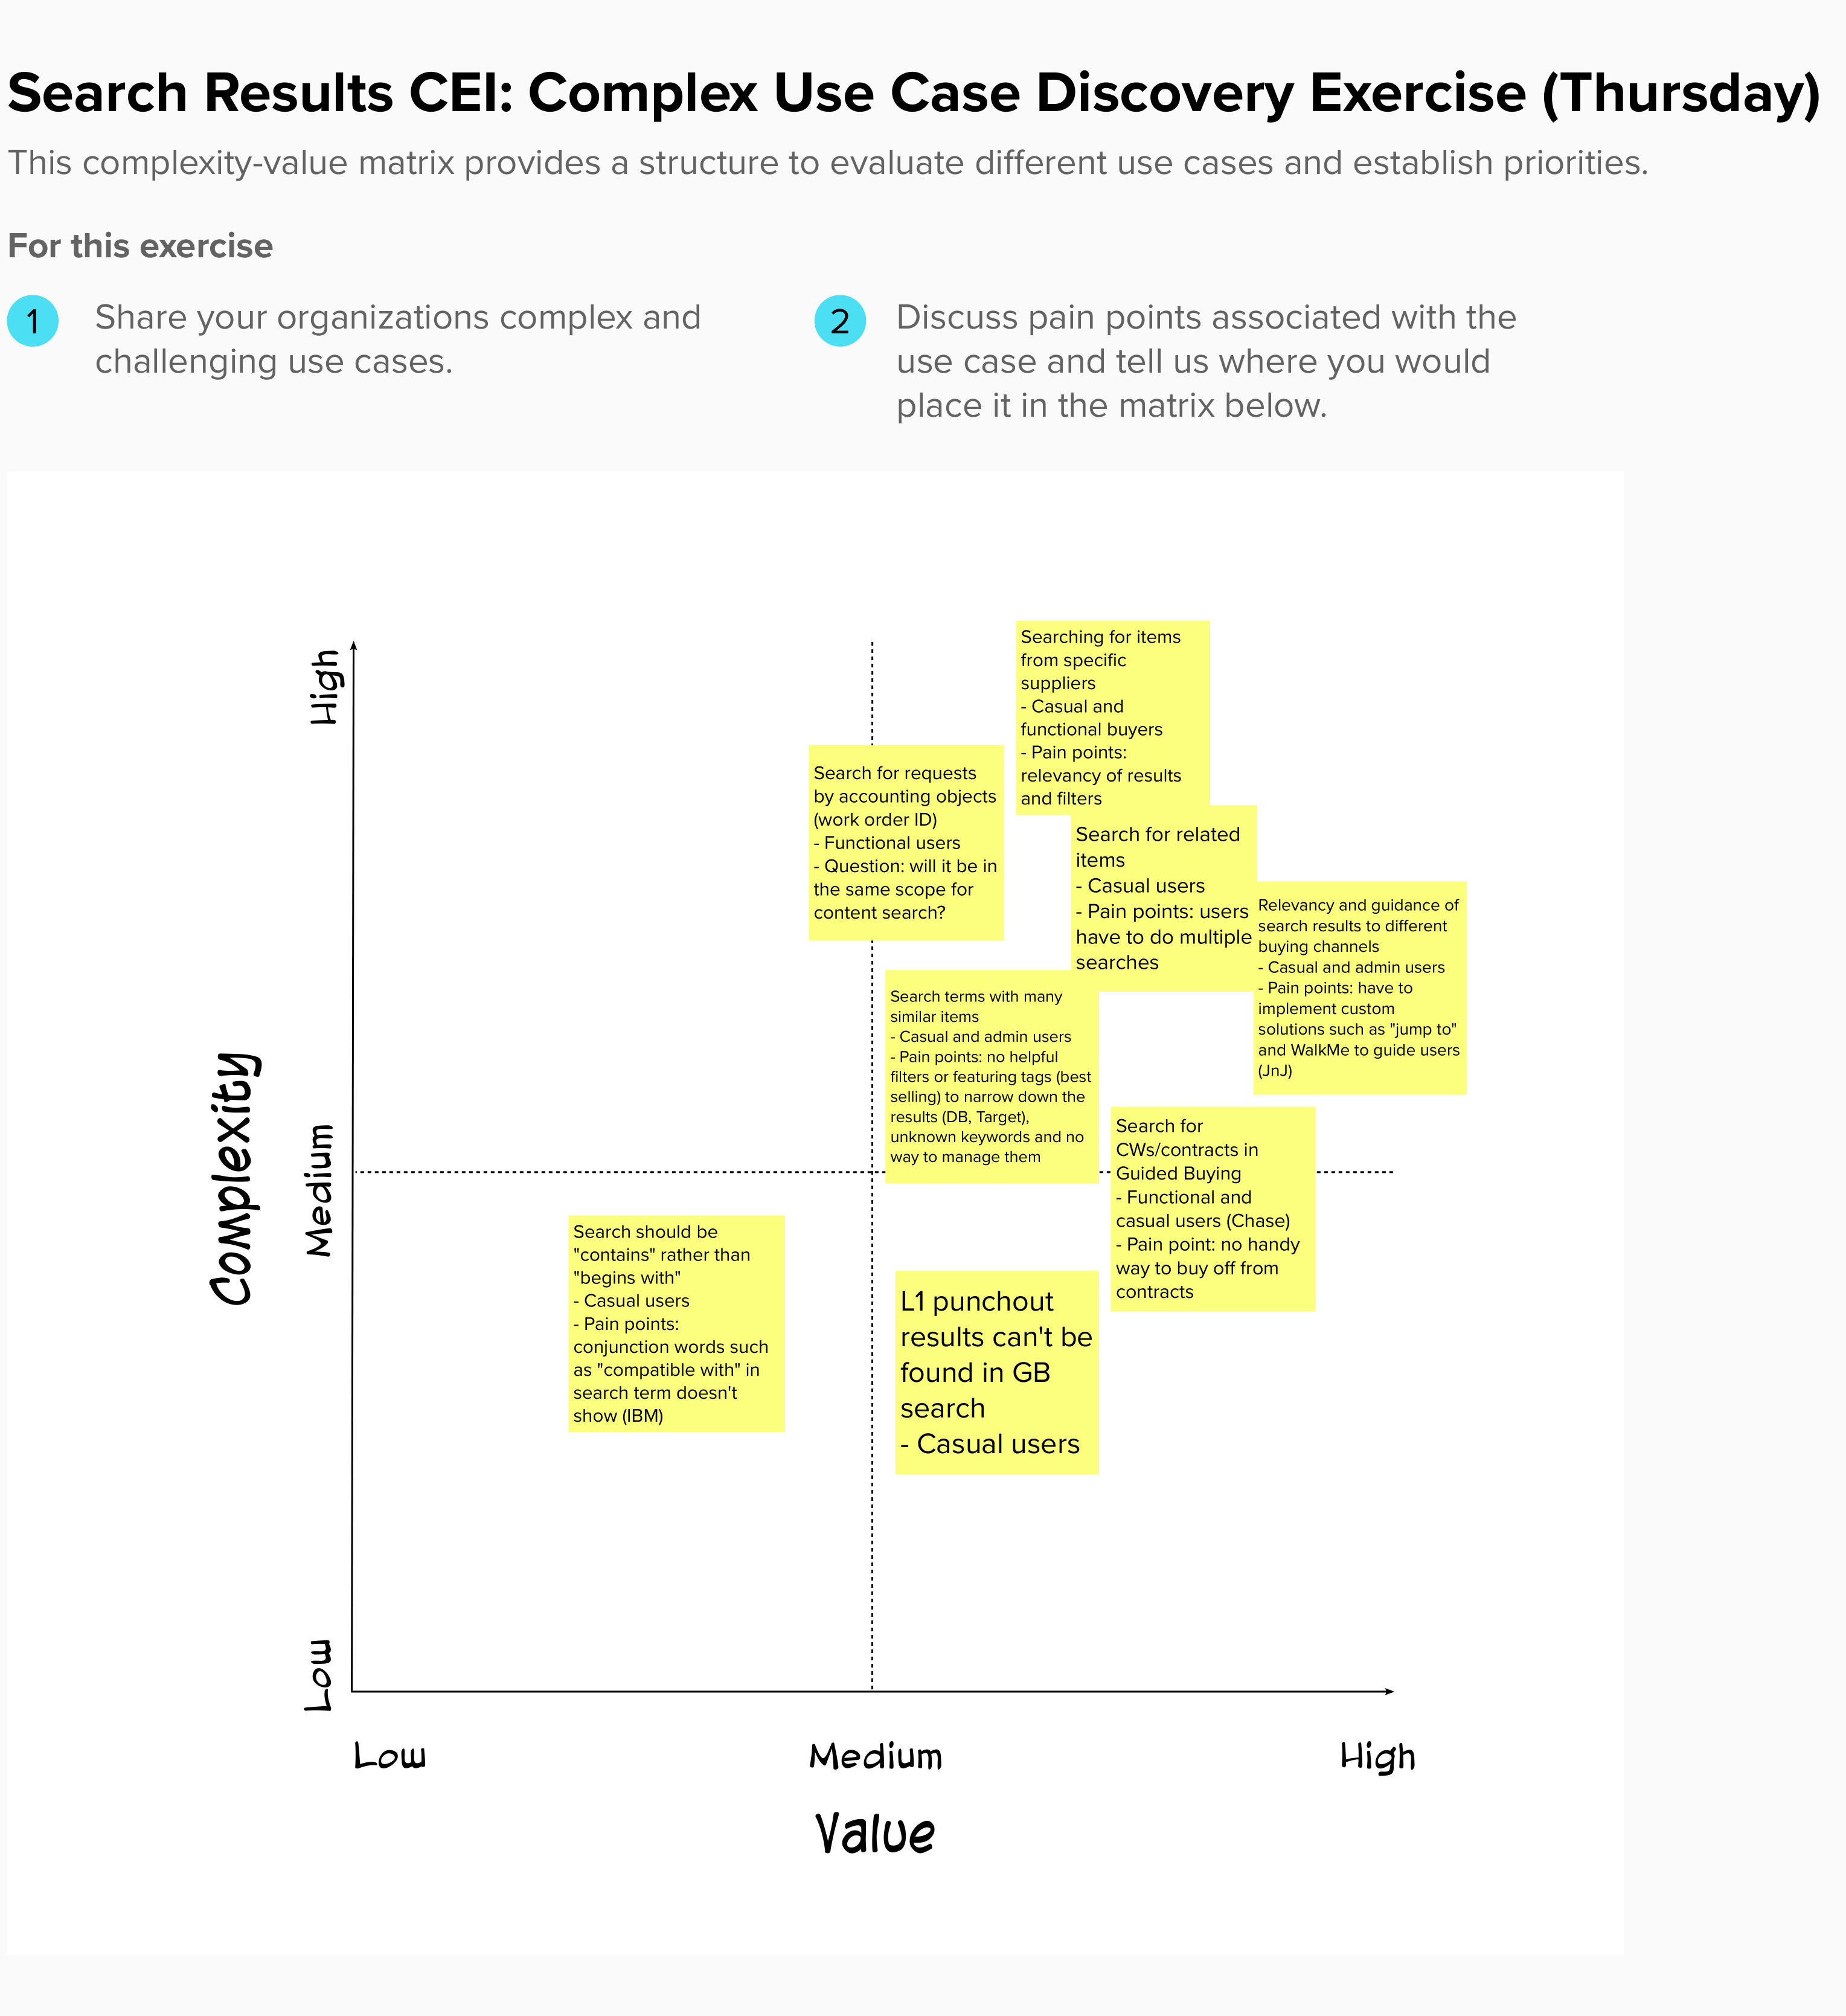 Search Results CEI: Complex Use Case Discovery Exercise (Thursday)
This complexity-value matrix provides a structure to evaluate different use cases and establish priorities.
For this exercise
1
Share your organizations complex and
challenging use cases.
2
Discuss pain points associated with the
use case and tell us where you would
place it in the matrix below.
High
Searching for items
from specific
suppliers
- Casual and
functional buyers
- Pain points:
relevancy of results
and filters
Search for requests
by accounting objects
(work order ID)
- Functional users
- Question: will it be in
the same scope for
content search?
Search for related
items
- Casual users
- Pain points: users
have to do multiple
searches
Relevancy and guidance of
search results to different
buying channels
- Casual and admin users
- Pain points: have to
implement custom
solutions such as "jump to"
and WalkMe to guide users
(JnJ)
Search terms with many
similar items
- Casual and admin users
- Pain points: no helpful
filters or featuring tags (best
selling) to narrow down the
results (DB, Target),
unknown keywords and no
way to manage them
Complexity
Medium
Search for
CWs/contracts in
Guided Buying
- Functional and
casual users (Chase)
- Pain point: no handy
way to buy off from
contracts
Search should be
"contains" rather than
"begins with"
- Casual users
- Pain points:
conjunction words such
as "compatible with" in
search term doesn't
show (IBM)
L1 punchout
results can't be
found in GB
search
- Casual users
Low
Low
Medium
High
Value